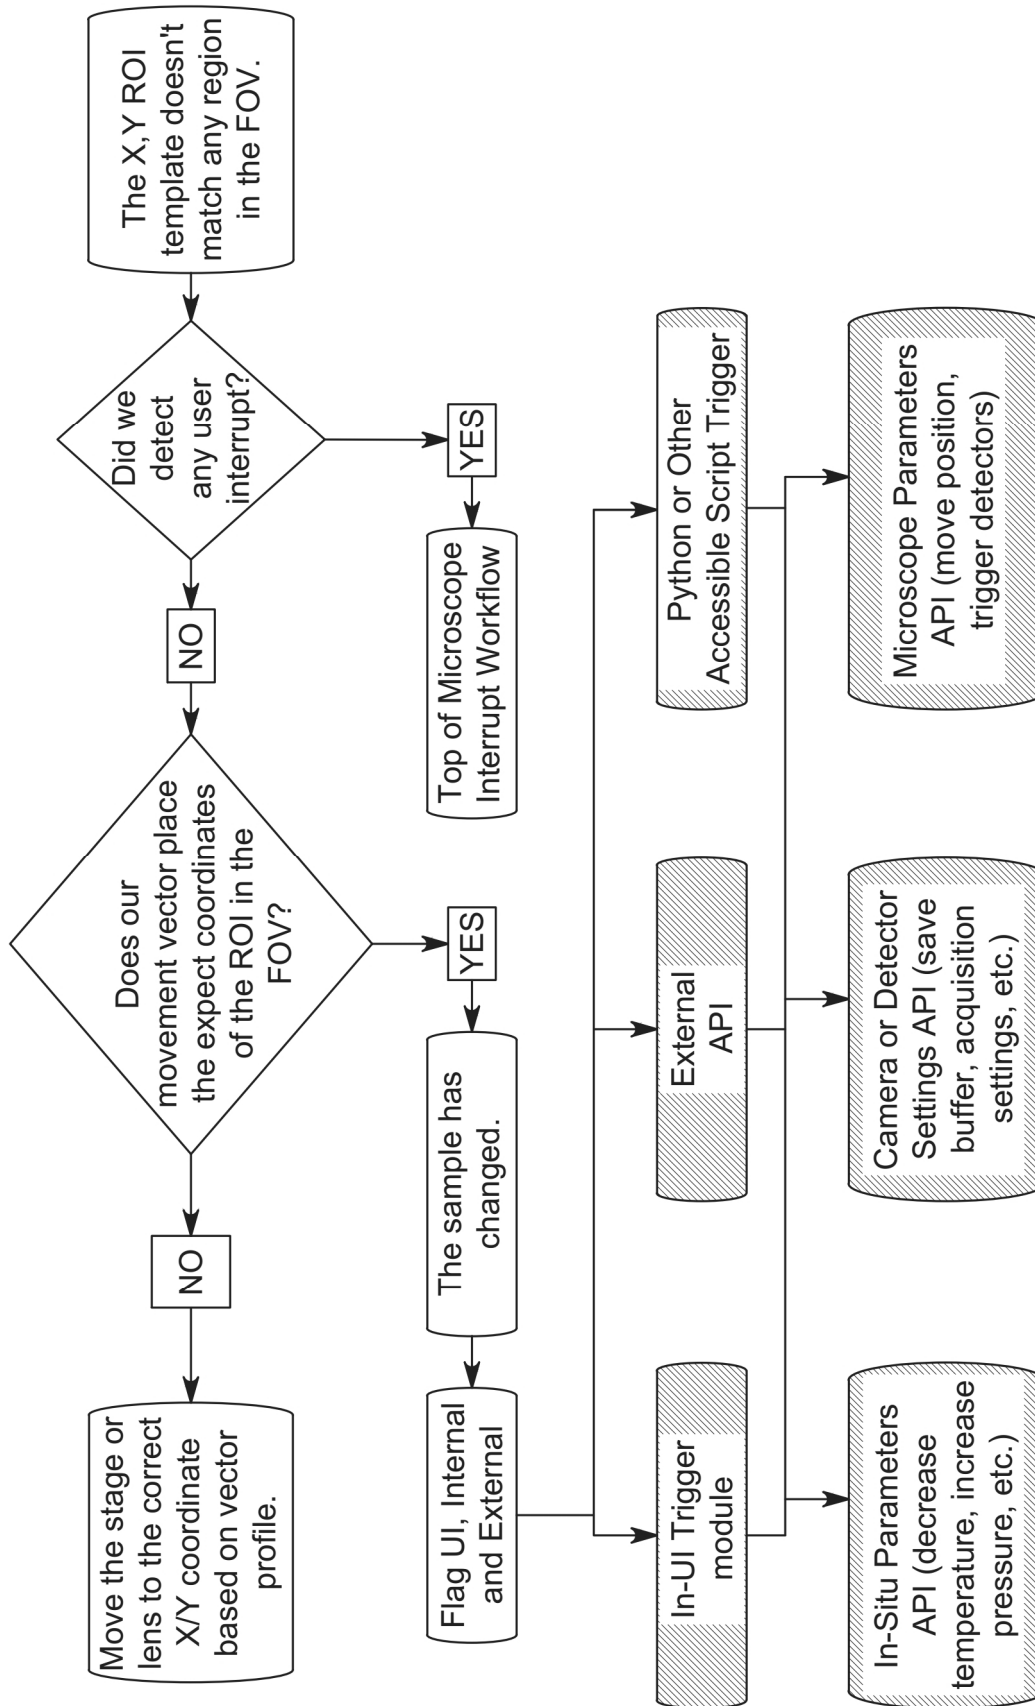 The X,Y ROI
template doesn't
match any region
in the FOV.
Did we
detect
any user
interrupt?
NO
YES
Top of Microscope
Interrupt Workflow
Does our
movement vector place
the expect coordinates
of the ROI in the
FOV?
NO
YES
Move the stage or
lens to the correct
X/Y coordinate
based on vector
profile.
The sample has
changed.
Flag UI, Internal
and External
In-UI Trigger
module
External
API
Python or Other
Accessible Script Trigger
In-Situ Parameters
API (decrease
temperature, increase
pressure, etc.)
Camera or Detector
Settings API (save
buffer, acquisition
settings, etc.)
Microscope Parameters
API (move position,
trigger detectors)